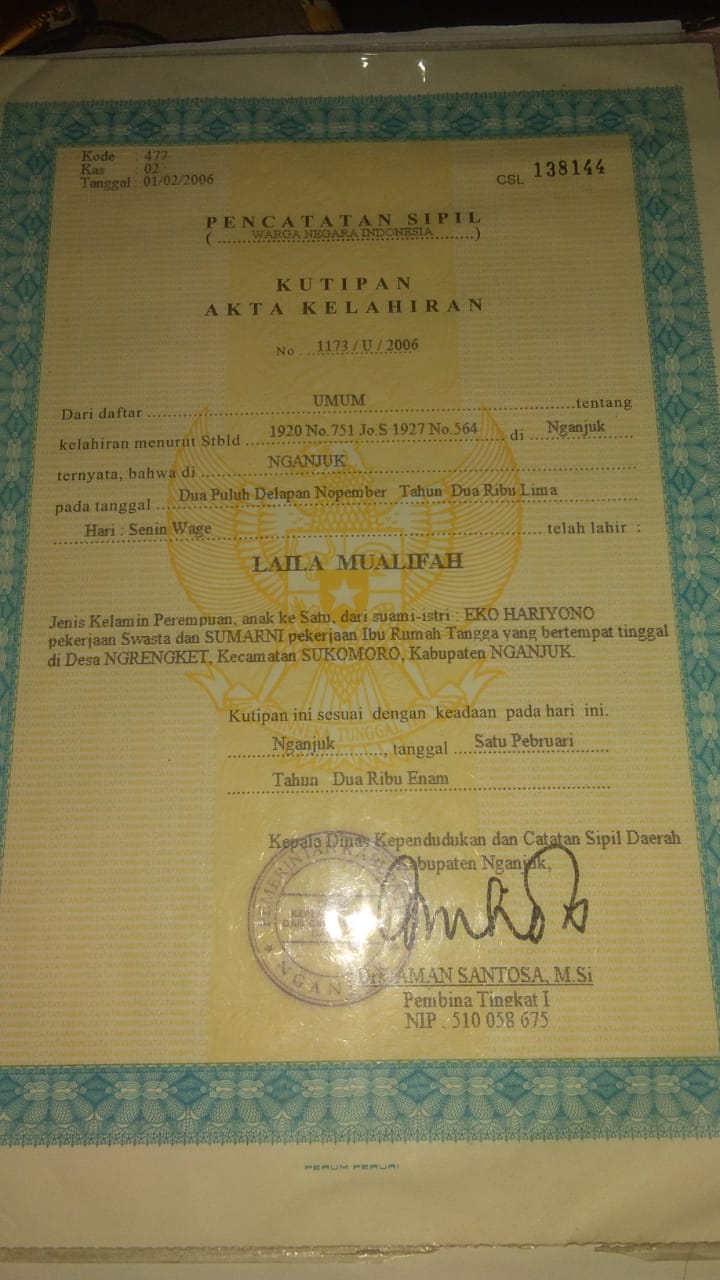 Kode : 477
Kas : 02
Tanggal : 01/02/2006
CSL 138144
PENCATATAN SIPIL
( WARGA NEGARA INDONESIA )
KUTIPAN
AKTA KELAHIRAN
No. 1173 / U / 2006
Dari daftar UMUM tentang
kelahiran menurut Stbld 1920 No.751 Jo.S 1927 No.564 di Nganjuk
ternyata, bahwa di NGANJUK
pada tanggal Dua Puluh Delapan Nopember Tahun Dua Ribu Lima
Hari : Senin Wage telah lahir :
LAILA MUALIFAH
Jenis Kelamin Perempuan, anak ke Satu, dari suami-istri : EKO HARIYONO
pekerjaan Swasta dan SUMARNI pekerjaan Ibu Rumah Tangga yang bertempat tinggal
di Desa NGRENGKET, Kecamatan SUKOMORO, Kabupaten NGANJUK.
Kutipan ini sesuai dengan keadaan pada hari ini.
Nganjuk, tanggal Satu Pebruari
Tahun Dua Ribu Enam
Kepala Dinas Kependudukan dan Catatan Sipil Daerah
Kabupaten Nganjuk,
AMAN SANTOSA, M.Si
Pembina Tingkat I
NIP : 510 058 675
PERUM PERURI